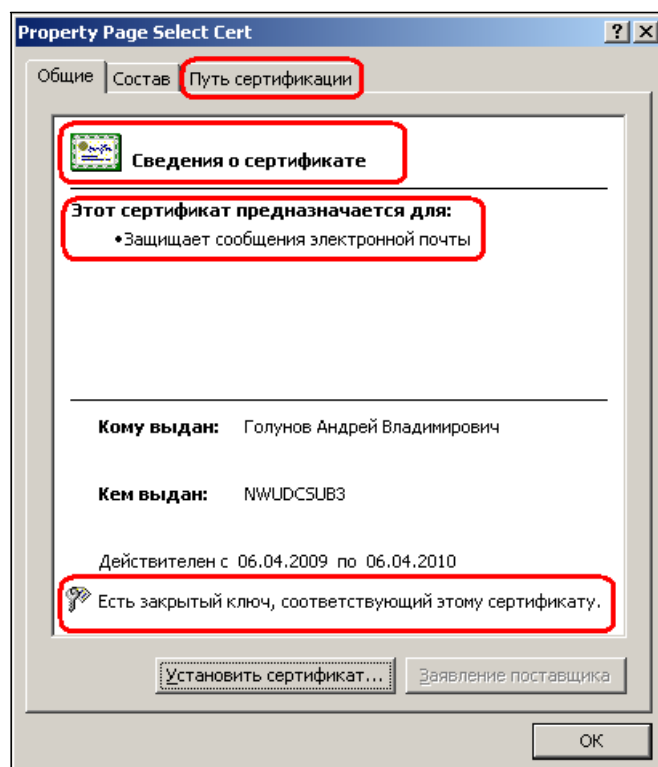 Property Page Select Cert
Общие Состав Путь сертификации
Сведения о сертификате
Этот сертификат предназначается для:
•Защищает сообщения электронной почты
Кому выдан: Голунов Андрей Владимирович
Кем выдан: NWUDCSUB3
Действителен с 06.04.2009 по 06.04.2010
Есть закрытый ключ, соответствующий этому сертификату.
Установить сертификат... Заявление поставщика
ОК